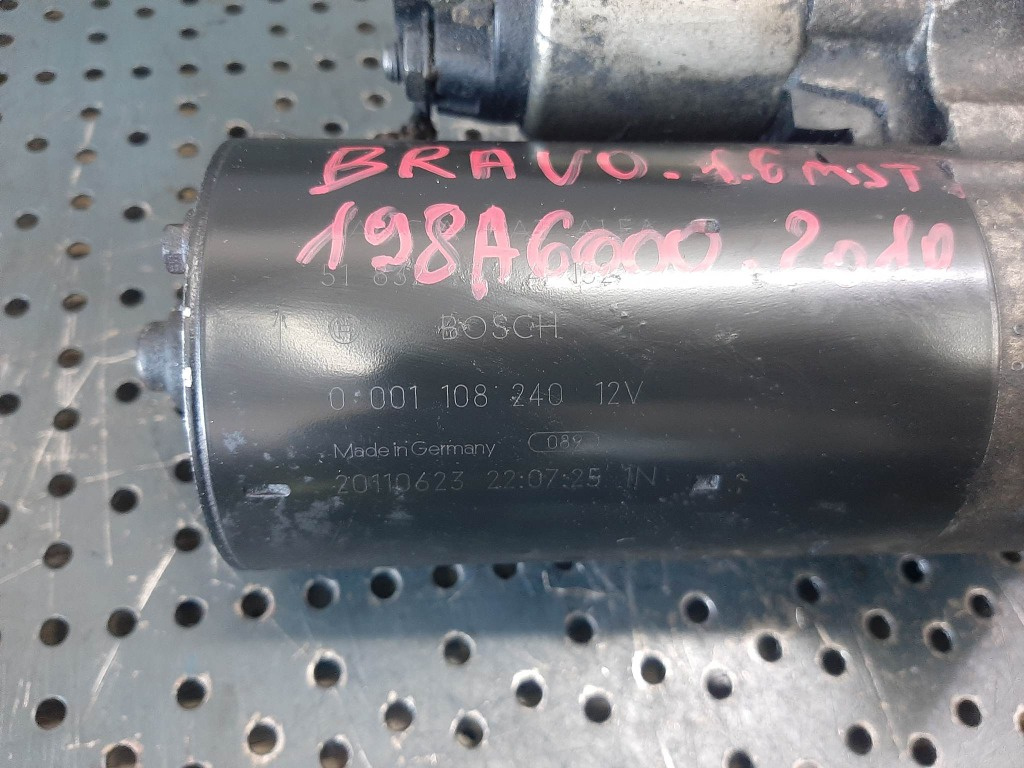 BRAVO. 1.6 MJT
198A6000. 2010
BOSCH
0 001 108 240 12V
Made in Germany 089
20110623 22:07:25 1N